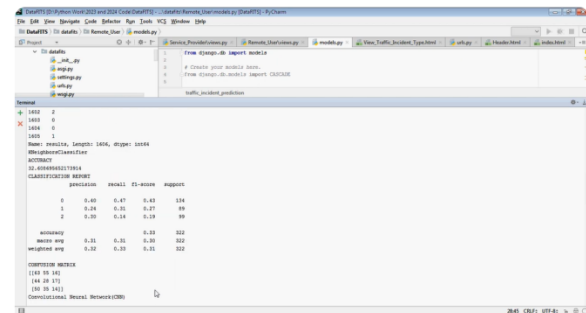 DataFITS [D:\Python Work\2023 and 2024 Code\DataFITS] - ...\datafits\Remote_User\models.py - PyCharm
File Edit View Navigate Code Refactor Run Tools VCS Window Help
DataFITS datafits Remote_User models.py
Project
Service_Provider\views.py Remote_User\views.py models.py View_Traffic_Incident_Type.html urls.py Header.html index.html
datafits
__init__.py
asgi.py
settings.py
urls.py
wsgi.py
from django.db import models
# Create your models here.
from django.db.models import CASCADE
traffic_incident_prediction
Terminal
1602 2
1603 0
1604 0
1605 1
Name: results, Length: 1606, dtype: int64
KNeighborsClassifier
ACCURACY
32.608695652173914
CLASSIFICATION REPORT
precision recall f1-score support
0 0.40 0.47 0.43 134
1 0.24 0.31 0.27 89
2 0.30 0.14 0.19 99
accuracy 0.33 322
macro avg 0.31 0.31 0.30 322
weighted avg 0.32 0.33 0.31 322
CONFUSION MATRIX
[[63 55 16]
[44 28 17]
[50 35 14]]
Convolutional Neural Network(CNN)
28:45 CRLF: UTF-8: